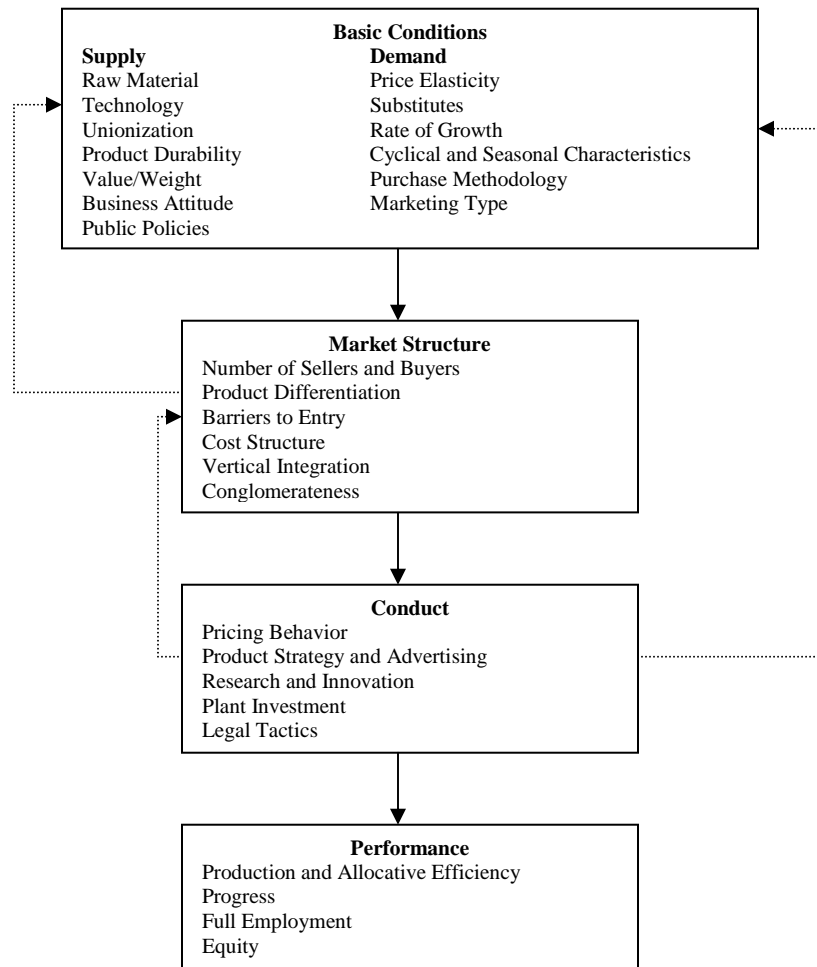 Basic Conditions
Supply
Raw Material
Technology
Unionization
Product Durability
Value/Weight
Business Attitude
Public Policies
Demand
Price Elasticity
Substitutes
Rate of Growth
Cyclical and Seasonal Characteristics
Purchase Methodology
Marketing Type
Market Structure
Number of Sellers and Buyers
Product Differentiation
Barriers to Entry
Cost Structure
Vertical Integration
Conglomerateness
Conduct
Pricing Behavior
Product Strategy and Advertising
Research and Innovation
Plant Investment
Legal Tactics
Performance
Production and Allocative Efficiency
Progress
Full Employment
Equity